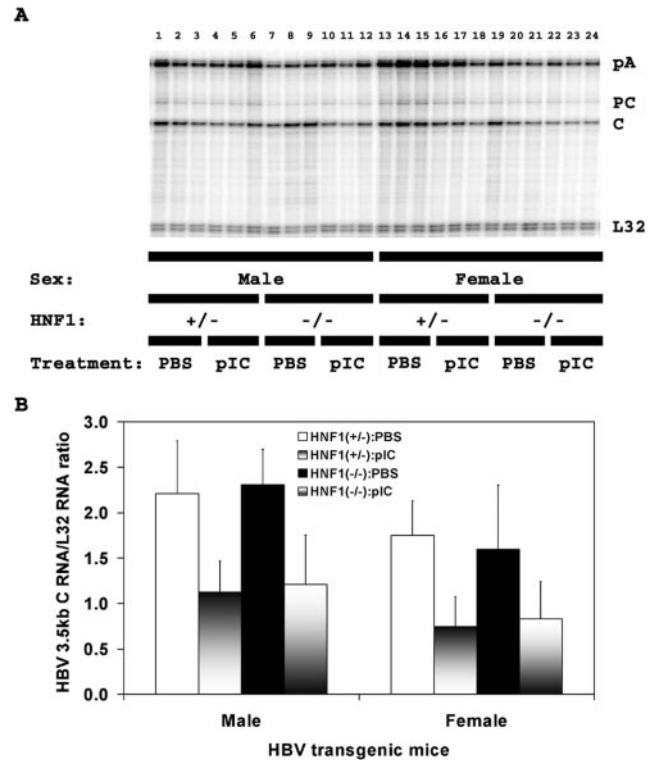 A
1 2 3 4 5 6 7 8 9 10 11 12 13 14 15 16 17 18 19 20 21 22 23 24
pA
PC
C
L32
Sex: Male Female
HNF1: +/- -/- +/- -/-
Treatment: PBS pIC PBS pIC PBS pIC PBS pIC
B
HBV 3.5kb C RNA/L32 RNA ratio
3.0
2.5
2.0
1.5
1.0
0.5
0.0
HNF1(+/-):PBS
HNF1(+/-):pIC
HNF1(-/-):PBS
HNF1(-/-):pIC
Male Female
HBV transgenic mice